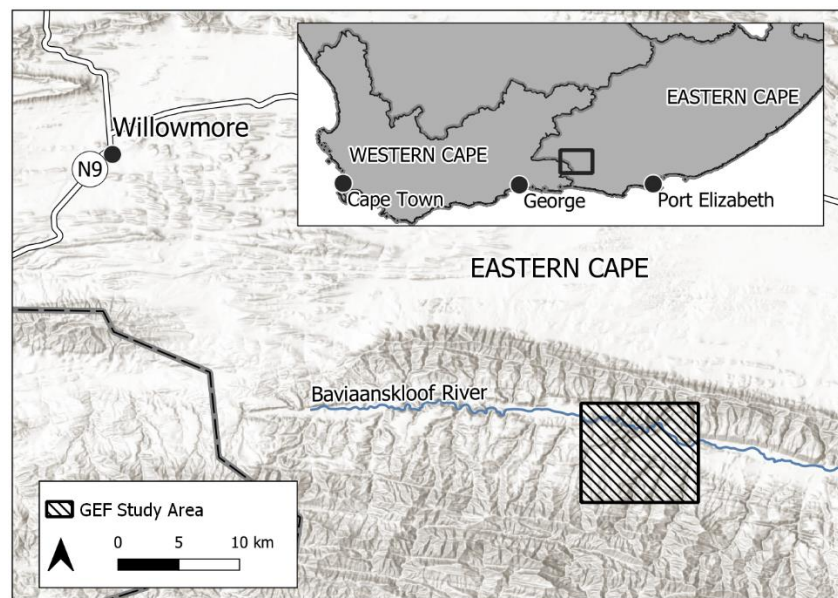 Willowmore
N9
EASTERN CAPE
WESTERN CAPE
Cape Town
George
Port Elizabeth
EASTERN CAPE
Baviaanskloof River
GEF Study Area
0 5 10 km